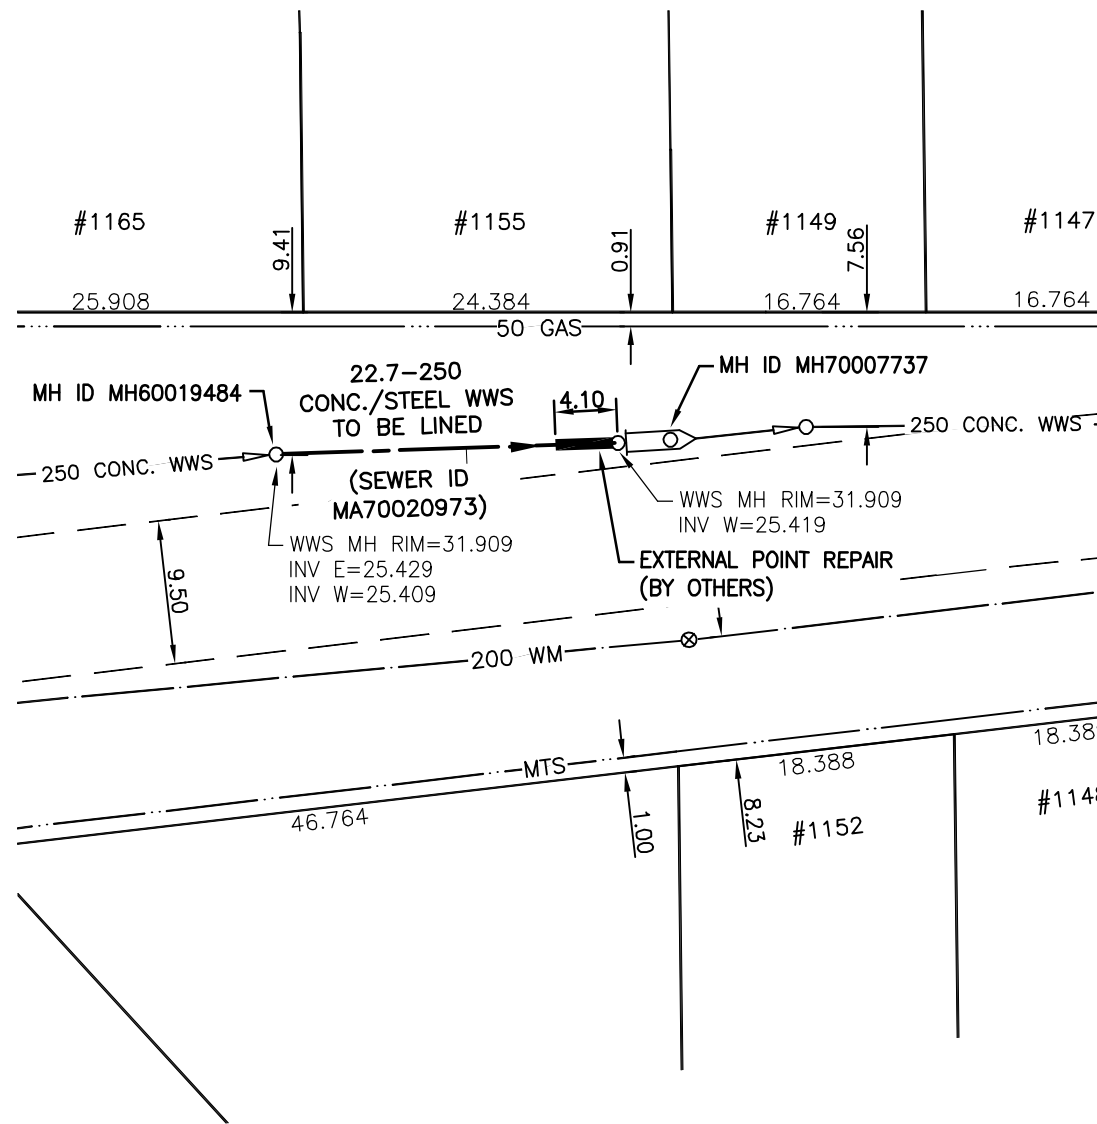 #1165
#1155
#1149
#1147
9.41
0.91
7.56
25.908
24.384
16.764
16.764
50 GAS
MH ID MH60019484
22.7-250
CONC./STEEL WWS
TO BE LINED
4.10
MH ID MH70007737
250 CONC. WWS
250 CONC. WWS
(SEWER ID
MA70020973)
WWS MH RIM=31.909
INV W=25.419
WWS MH RIM=31.909
INV E=25.429
INV W=25.409
EXTERNAL POINT REPAIR
(BY OTHERS)
9.50
200 WM
MTS
46.764
18.388
18.38
1.00
8.23
#1152
#1148